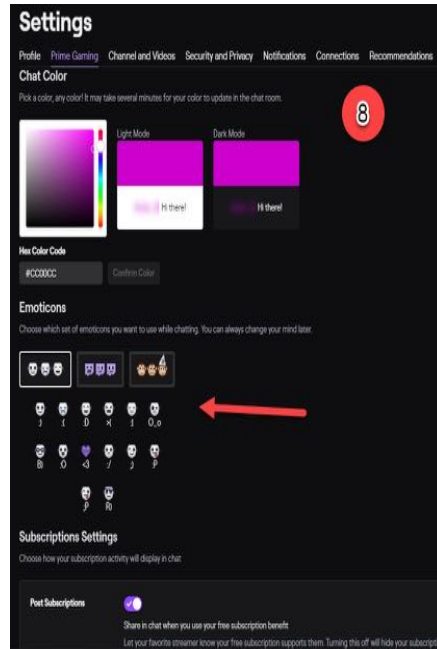 Settings
Profile Prime Gaming Channel and Videos Security and Privacy Notifications Connections Recommendations
Chat Color
Pick a color, any color! It may take several minutes for your color to update in the chat room.
8
Light Mode Dark Mode
Hi there! Hi there!
Hex Color Code
#CC00CC Confirm Color
Emoticons
Choose which set of emoticons you want to use while chatting. You can always change your mind later.
:) :( :D >( :| O_o
B) :O <3 :/ ;) :P
;P R)
Subscriptions Settings
Choose how your subscription activity will display in chat
Post Subscriptions
Share in chat when you use your free subscription benefit
Let your favorite streamer know your free subscription supports them. Turning this off will hide your subscript